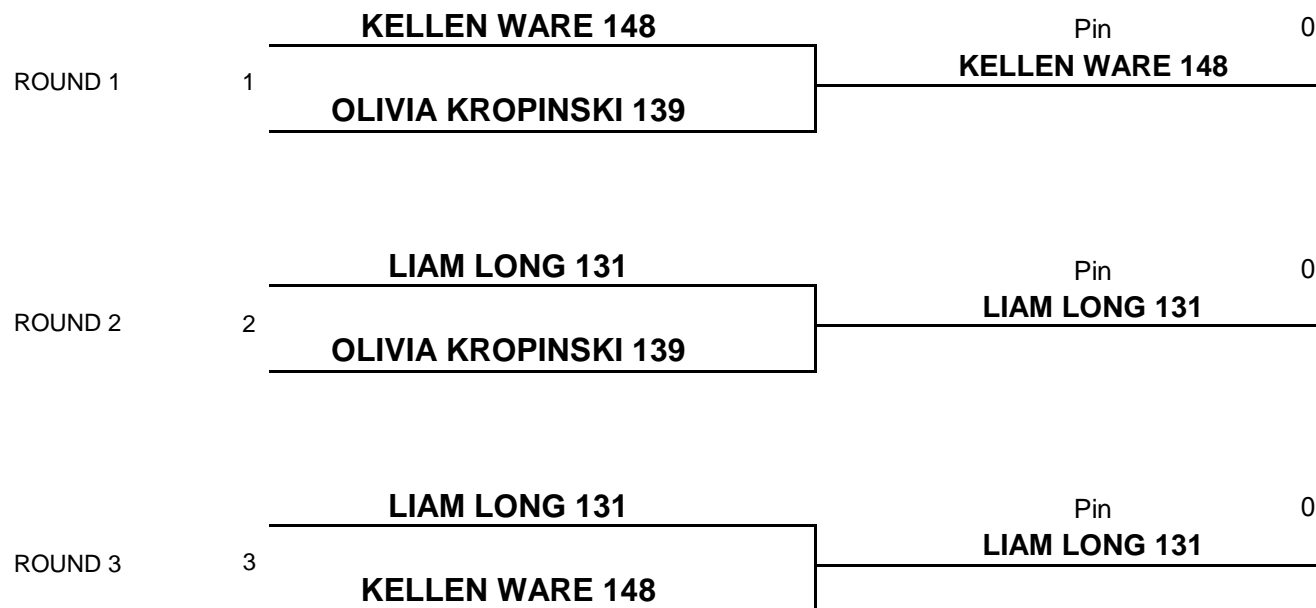 KELLEN WARE 148
Pin 0
KELLEN WARE 148
ROUND 1 1
OLIVIA KROPINSKI 139
LIAM LONG 131
Pin 0
LIAM LONG 131
ROUND 2 2
OLIVIA KROPINSKI 139
LIAM LONG 131
Pin 0
LIAM LONG 131
ROUND 3 3
KELLEN WARE 148